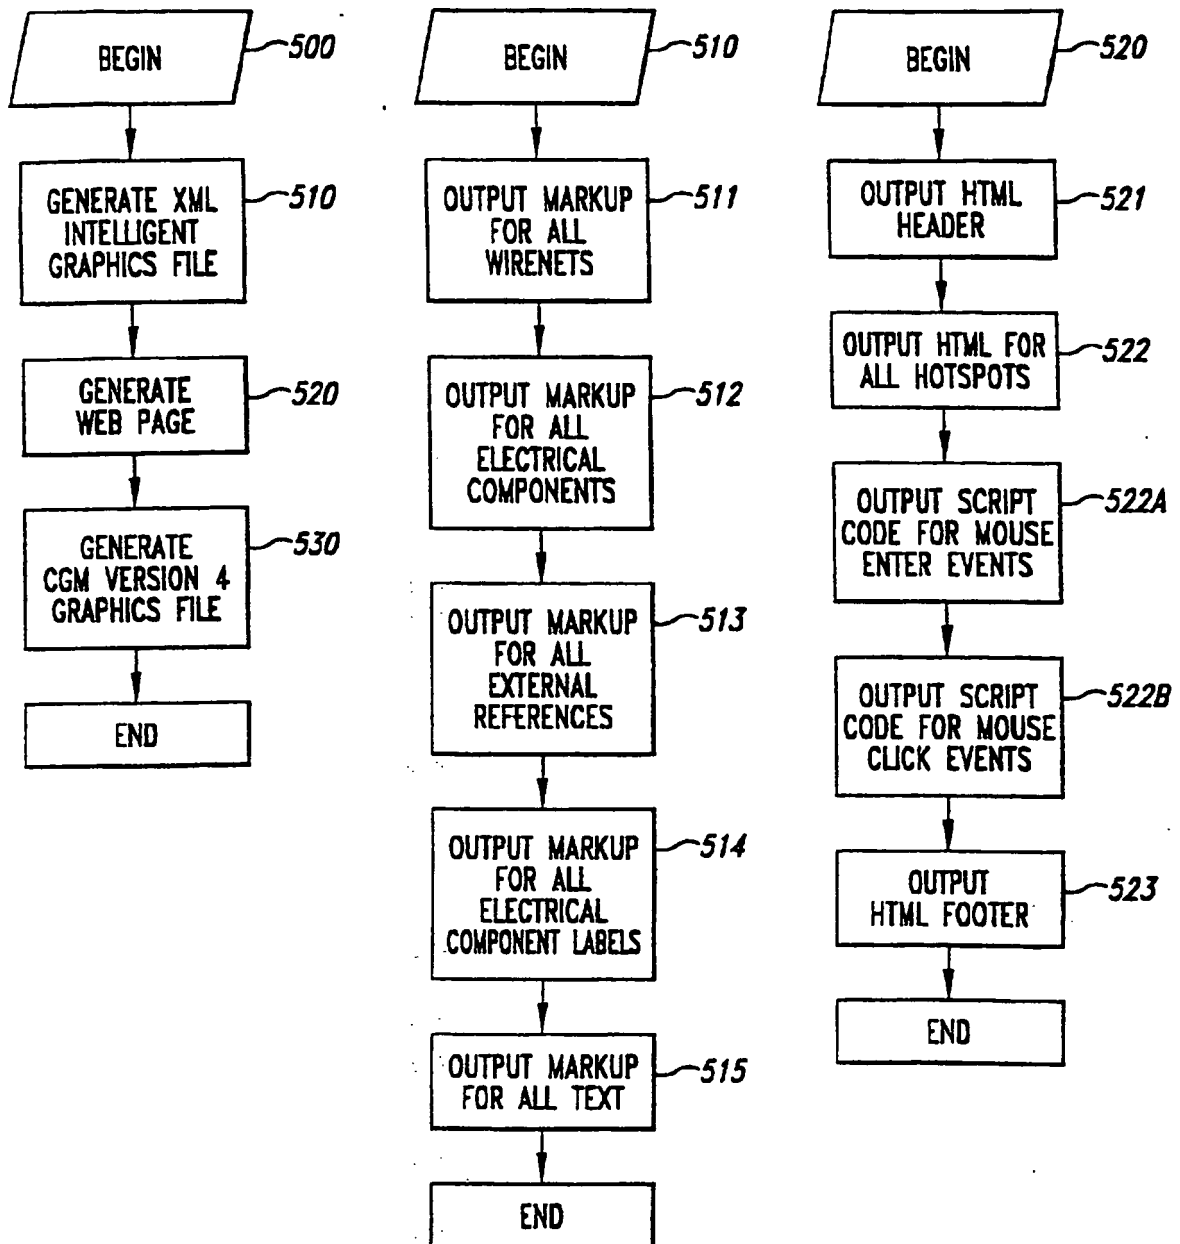 BEGIN
500
GENERATE XML
INTELLIGENT
GRAPHICS FILE
510
GENERATE
WEB PAGE
520
GENERATE
CGM VERSION 4
GRAPHICS FILE
530
END
BEGIN
510
OUTPUT MARKUP
FOR ALL
WIRENETS
511
OUTPUT MARKUP
FOR ALL
ELECTRICAL
COMPONENTS
512
OUTPUT MARKUP
FOR ALL
EXTERNAL
REFERENCES
513
OUTPUT MARKUP
FOR ALL
ELECTRICAL
COMPONENT LABELS
514
OUTPUT MARKUP
FOR ALL TEXT
515
END
BEGIN
520
OUTPUT HTML
HEADER
521
OUTPUT HTML FOR
ALL HOTSPOTS
522
OUTPUT SCRIPT
CODE FOR MOUSE
ENTER EVENTS
522A
OUTPUT SCRIPT
CODE FOR MOUSE
CLICK EVENTS
522B
OUTPUT
HTML FOOTER
523
END